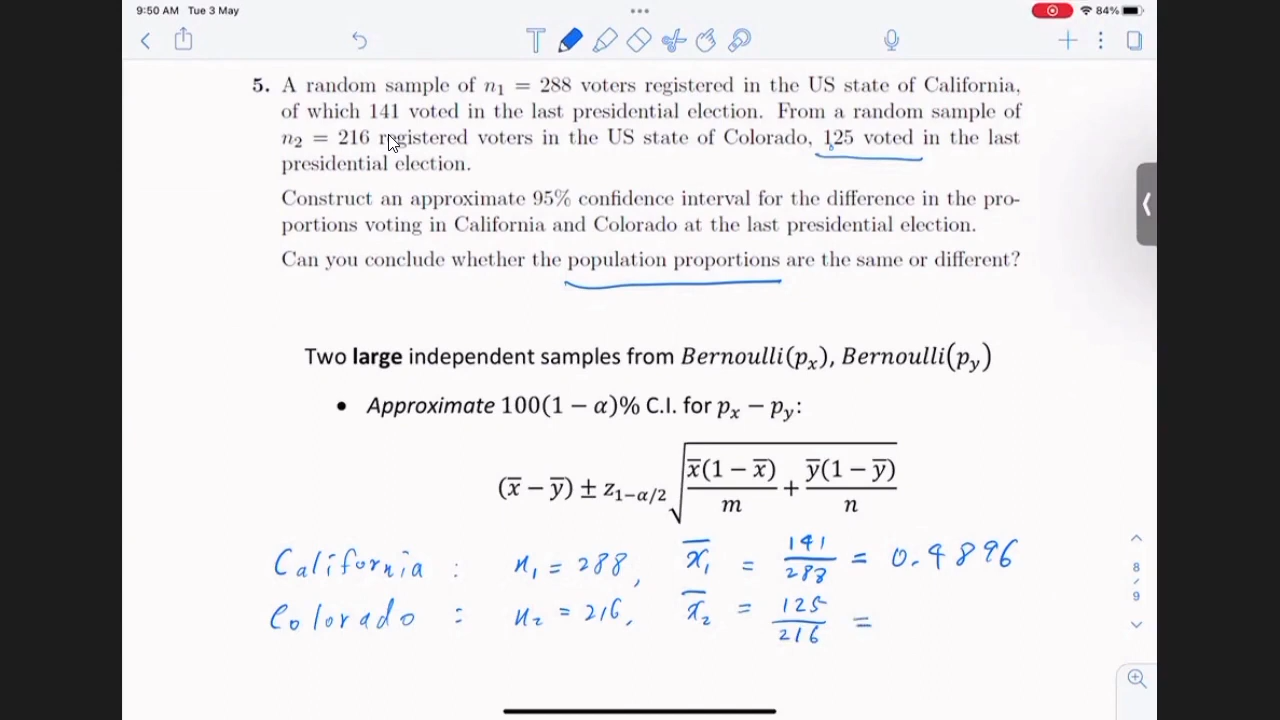 9:50 AM Tue 3 May
84%
5. A random sample of n₁ = 288 voters registered in the US state of California,
of which 141 voted in the last presidential election. From a random sample of
n₂ = 216 registered voters in the US state of Colorado, 125 voted in the last
presidential election.
Construct an approximate 95% confidence interval for the difference in the pro-
portions voting in California and Colorado at the last presidential election.
Can you conclude whether the population proportions are the same or different?
Two large independent samples from Bernoulli(pₓ), Bernoulli(p_y)
• Approximate 100(1 − α)% C.I. for pₓ − p_y:
(x̅ − y̅) ± z_{1−α/2} √(x̅(1 − x̅)/m + y̅(1 − y̅)/n)
California : n₁ = 288, x̅₁ = 141/288 = 0.4896
Colorado : n₂ = 216, x̅₂ = 125/216 =
8/9